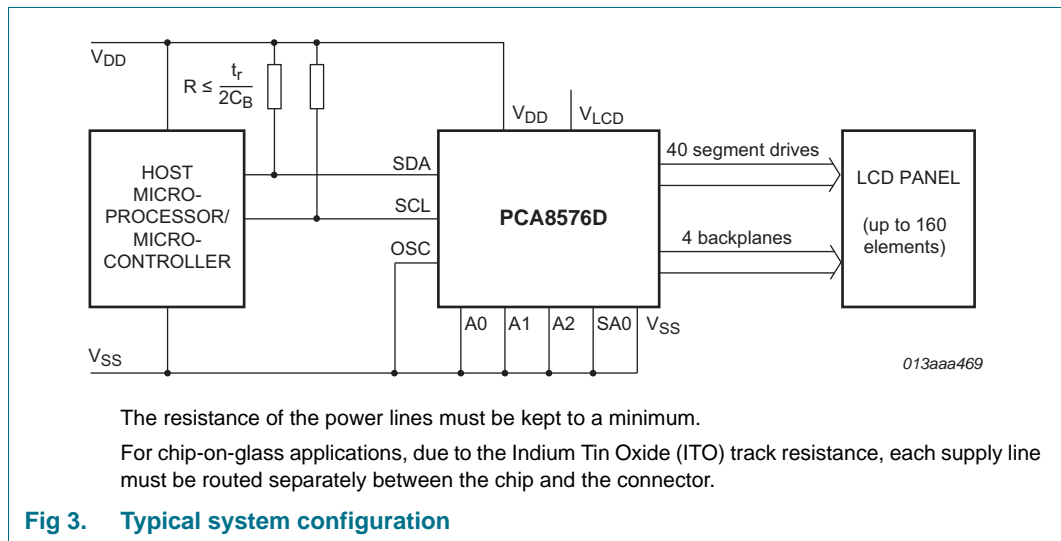 VDD
R ≤ tr
2CB
VDD
VLCD
HOST
MICRO-
PROCESSOR/
MICRO-
CONTROLLER
SDA
SCL
OSC
PCA8576D
40 segment drives
4 backplanes
LCD PANEL
(up to 160
elements)
A0 A1 A2 SA0 VSS
VSS
013aaa469
The resistance of the power lines must be kept to a minimum.
For chip-on-glass applications, due to the Indium Tin Oxide (ITO) track resistance, each supply line
must be routed separately between the chip and the connector.
Fig 3. Typical system configuration